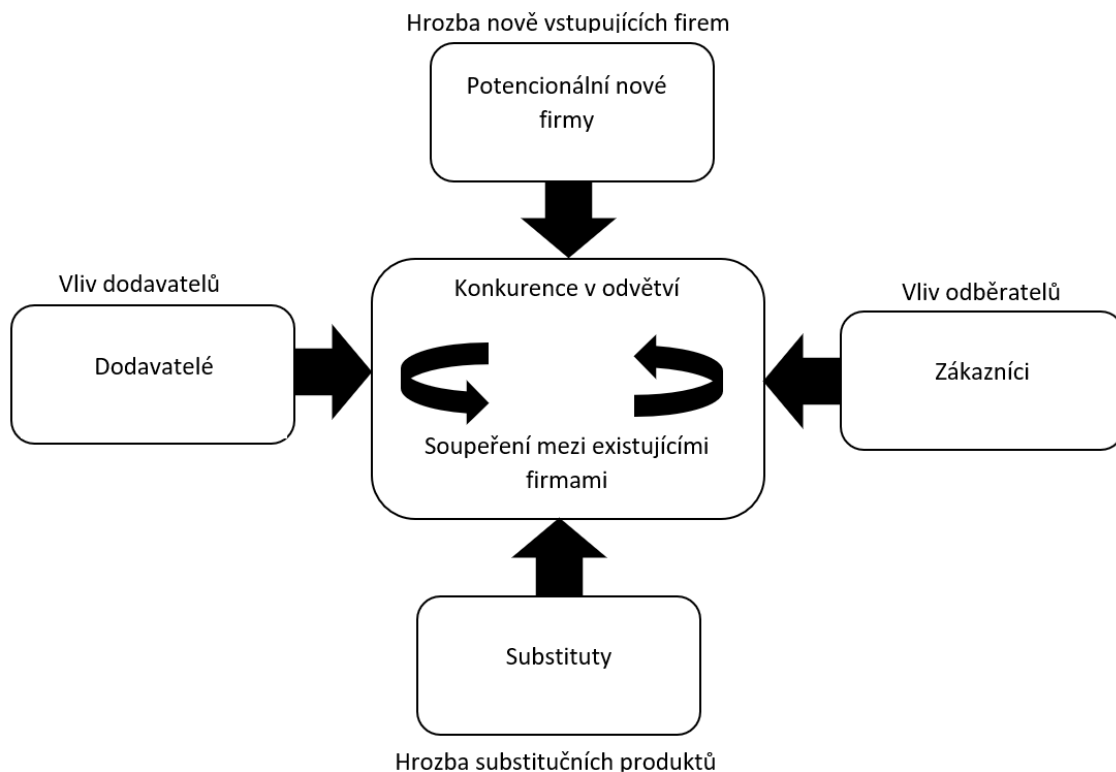 Hrozba nově vstupujících firem
Potencionální nové
firmy
Vliv dodavatelů
Dodavatelé
Konkurence v odvětví
Soupeření mezi existujícími
firmami
Vliv odběratelů
Zákazníci
Substituty
Hrozba substitučních produktů